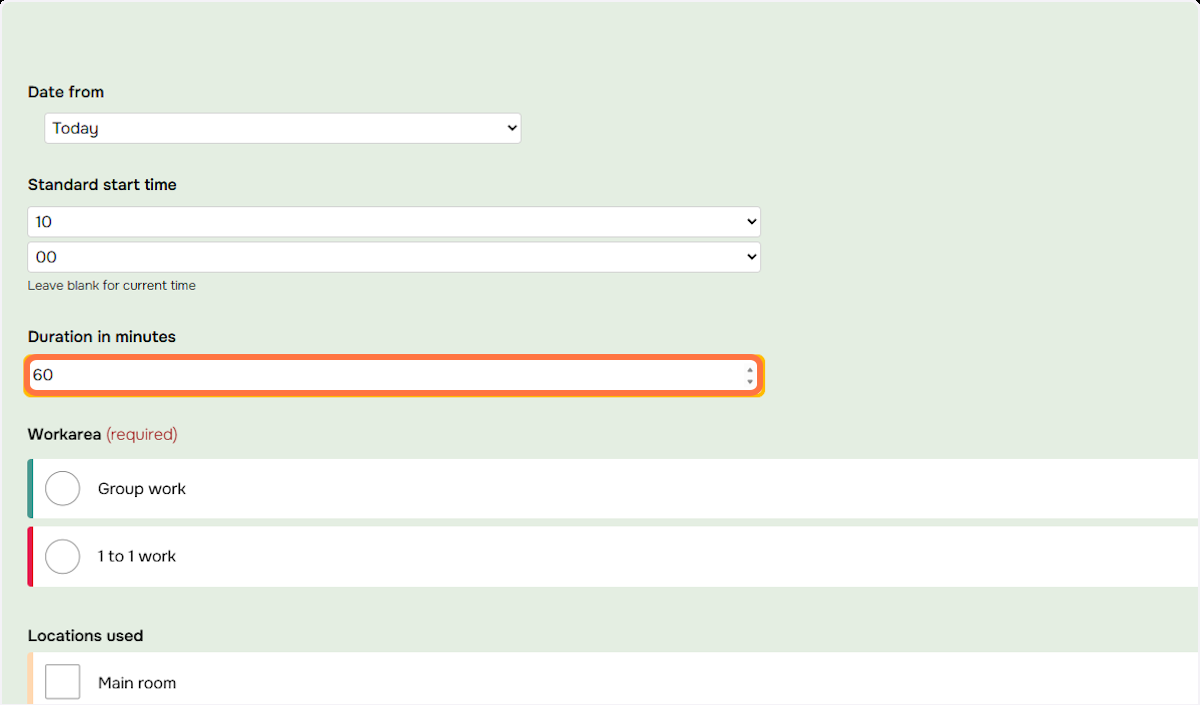 Date from
Today
Standard start time
10
00
Leave blank for current time
Duration in minutes
60
Workarea (required)
Group work
1 to 1 work
Locations used
Main room